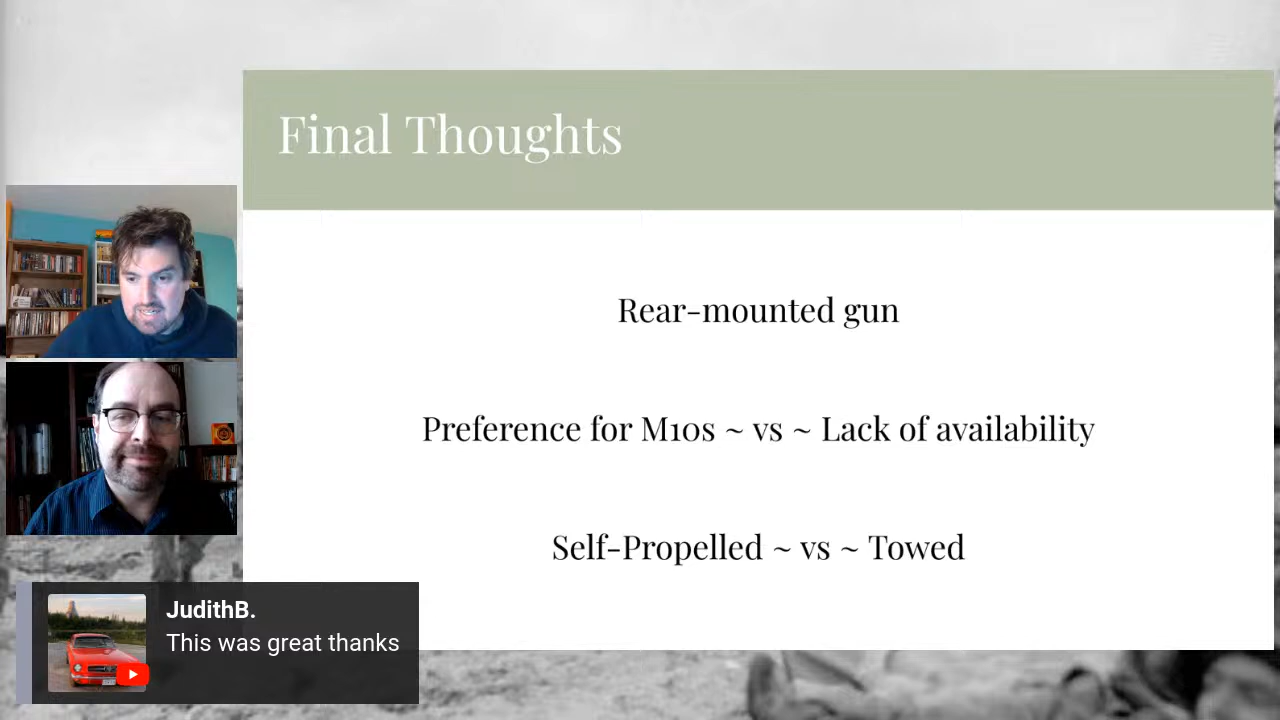 Final Thoughts
Rear-mounted gun
Preference for M10s ~ vs ~ Lack of availability
Self-Propelled ~ vs ~ Towed
JudithB.
This was great thanks